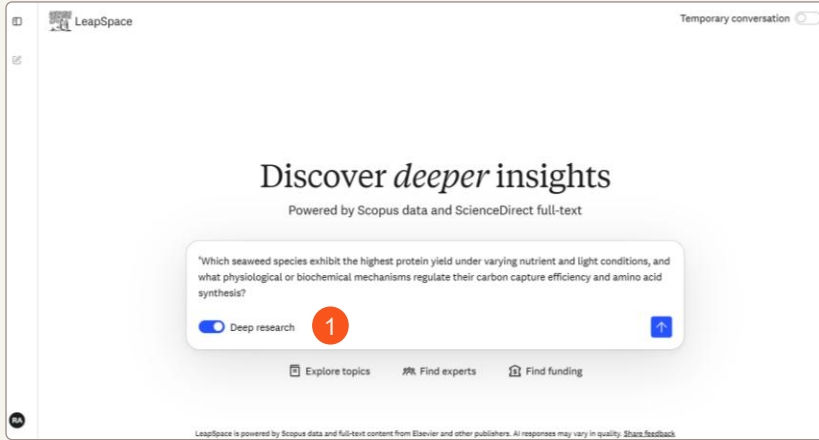 LeapSpace
Temporary conversation
Discover deeper insights
Powered by Scopus data and ScienceDirect full-text
"Which seaweed species exhibit the highest protein yield under varying nutrient and light conditions, and
what physiological or biochemical mechanisms regulate their carbon capture efficiency and amino acid
synthesis?
Deep research
1
Explore topics
Find experts
Find funding
RA
LeapSpace is powered by Scopus data and full-text content from Elsevier and other publishers. AI responses may vary in quality. Share feedback